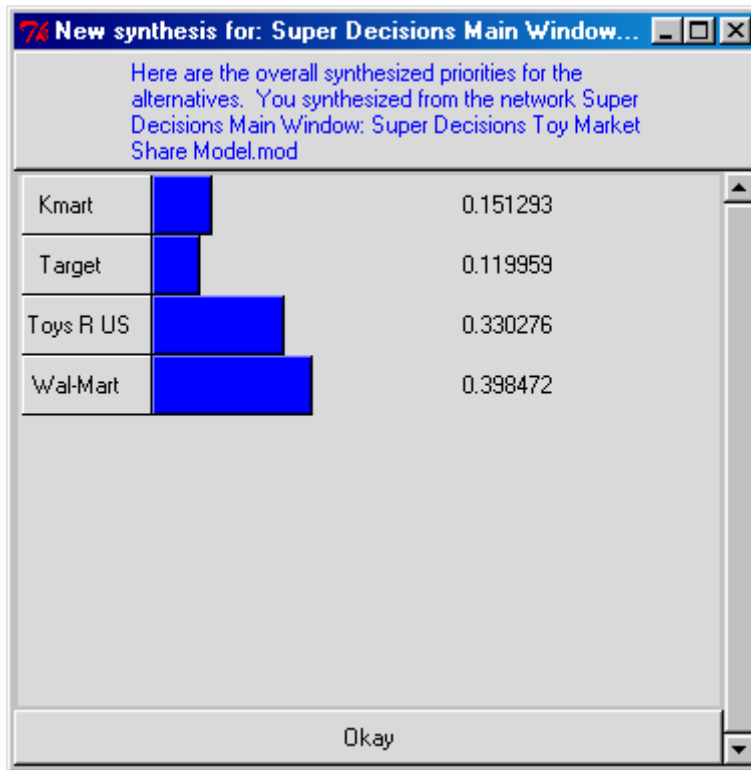 New synthesis for: Super Decisions Main Window...
Here are the overall synthesized priorities for the
alternatives. You synthesized from the network Super
Decisions Main Window: Super Decisions Toy Market
Share Model.mod
Kmart 0.151293
Target 0.119959
Toys R US 0.330276
Wal-Mart 0.398472
Okay